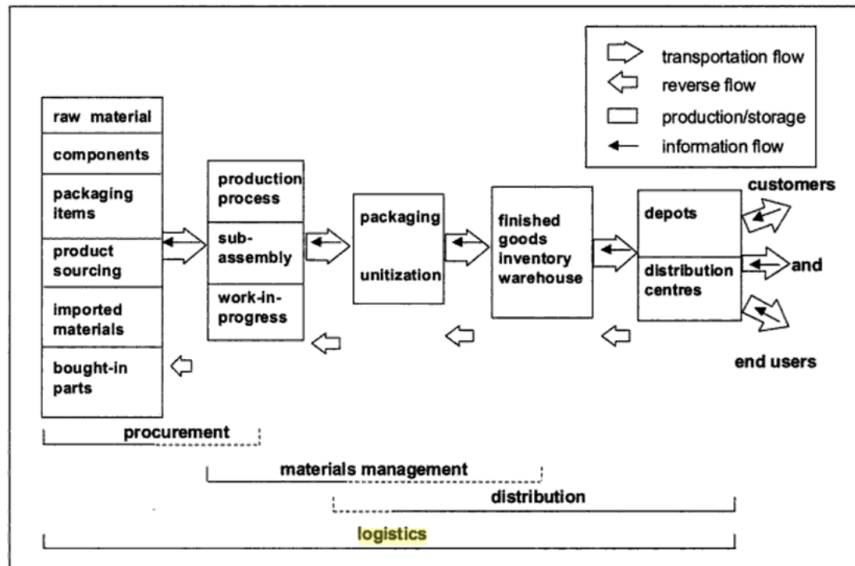 transportation flow
reverse flow
production/storage
information flow
raw material
components
packaging
items
product
sourcing
imported
materials
bought-in
parts
production
process
sub-
assembly
work-in-
progress
packaging
unitization
finished
goods
inventory
warehouse
depots
distribution
centres
customers
and
end users
procurement
materials management
distribution
logistics